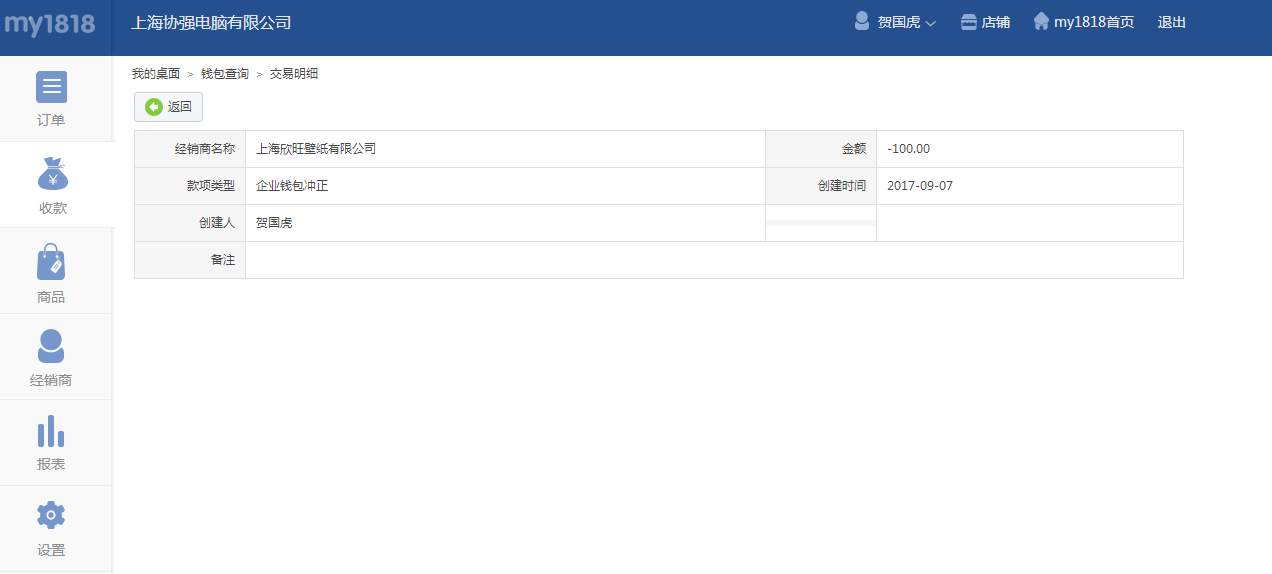 my1818
上海协强电脑有限公司
贺国虎
店铺
my1818首页
退出
订单
收款
商品
经销商
报表
设置
我的桌面 > 钱包查询 > 交易明细
返回
经销商名称 上海欣旺壁纸有限公司 金额 -100.00
款项类型 企业钱包冲正 创建时间 2017-09-07
创建人 贺国虎
备注